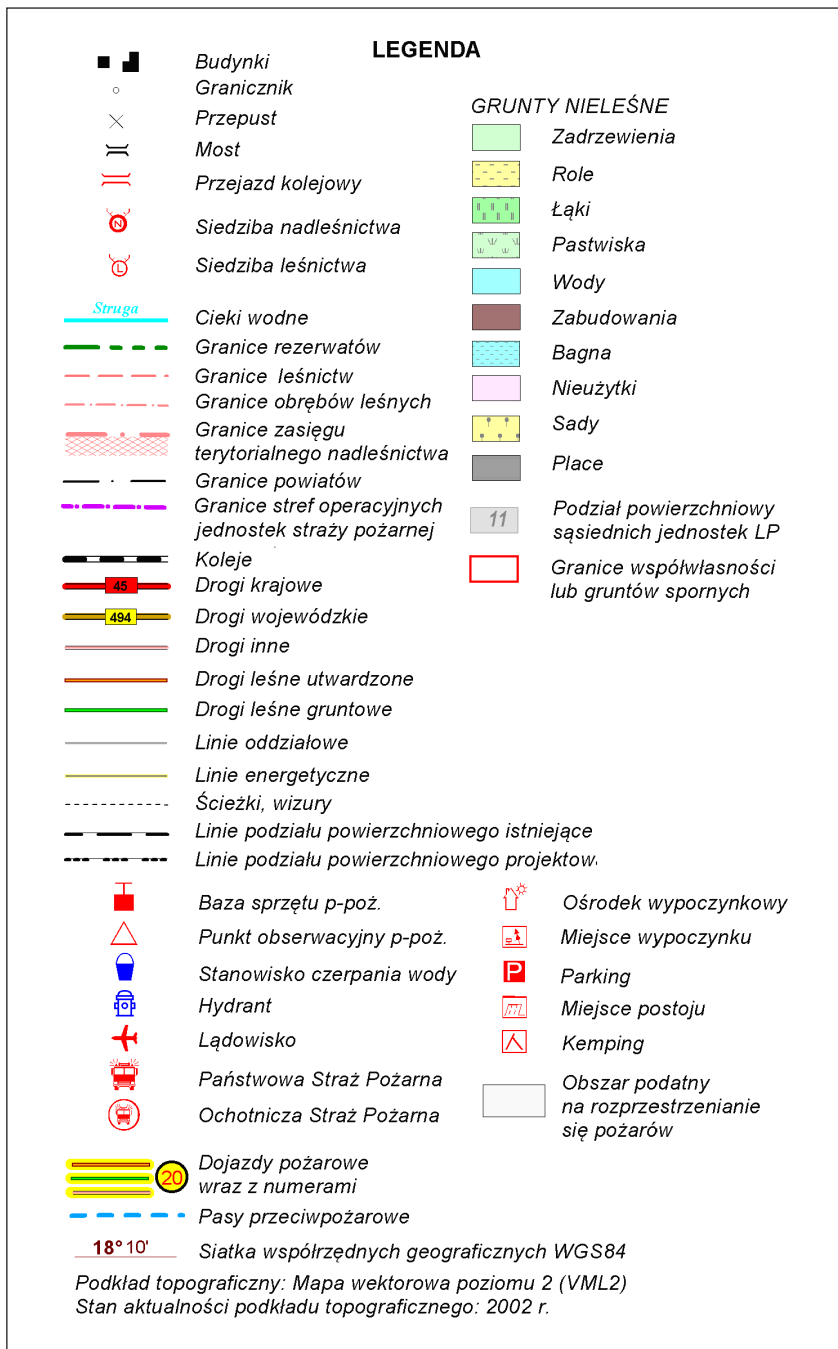 LEGENDA
Budynki
Granicznik
Przepust
Most
Przejazd kolejowy
N
Siedziba nadleśnictwa
L
Siedziba leśnictwa
Struga
Cieki wodne
Granice rezerwatów
Granice leśnictw
Granice obrębów leśnych
Granice zasięgu
terytorialnego nadleśnictwa
Granice powiatów
Granice stref operacyjnych
jednostek straży pożarnej
Koleje
45
Drogi krajowe
494
Drogi wojewódzkie
Drogi inne
Drogi leśne utwardzone
Drogi leśne gruntowe
Linie oddziałowe
Linie energetyczne
Ścieżki, wizury
Linie podziału powierzchniowego istniejące
Linie podziału powierzchniowego projektow
GRUNTY NIELEŚNE
Zadrzewienia
Role
Łąki
Pastwiska
Wody
Zabudowania
Bagna
Nieużytki
Sady
Place
11
Podział powierzchniowy
sąsiednich jednostek LP
Granice współwłasności
lub gruntów spornych
Baza sprzętu p-poż.
Punkt obserwacyjny p-poż.
Stanowisko czerpania wody
Hydrant
Lądowisko
Państwowa Straż Pożarna
Ochotnicza Straż Pożarna
Ośrodek wypoczynkowy
Miejsce wypoczynku
P
Parking
Miejsce postoju
Kemping
Obszar podatny
na rozprzestrzenianie
się pożarów
20
Dojazdy pożarowe
wraz z numerami
Pasy przeciwpożarowe
18° 10'
Siatka współrzędnych geograficznych WGS84
Podkład topograficzny: Mapa wektorowa poziomu 2 (VML2)
Stan aktualności podkładu topograficznego: 2002 r.